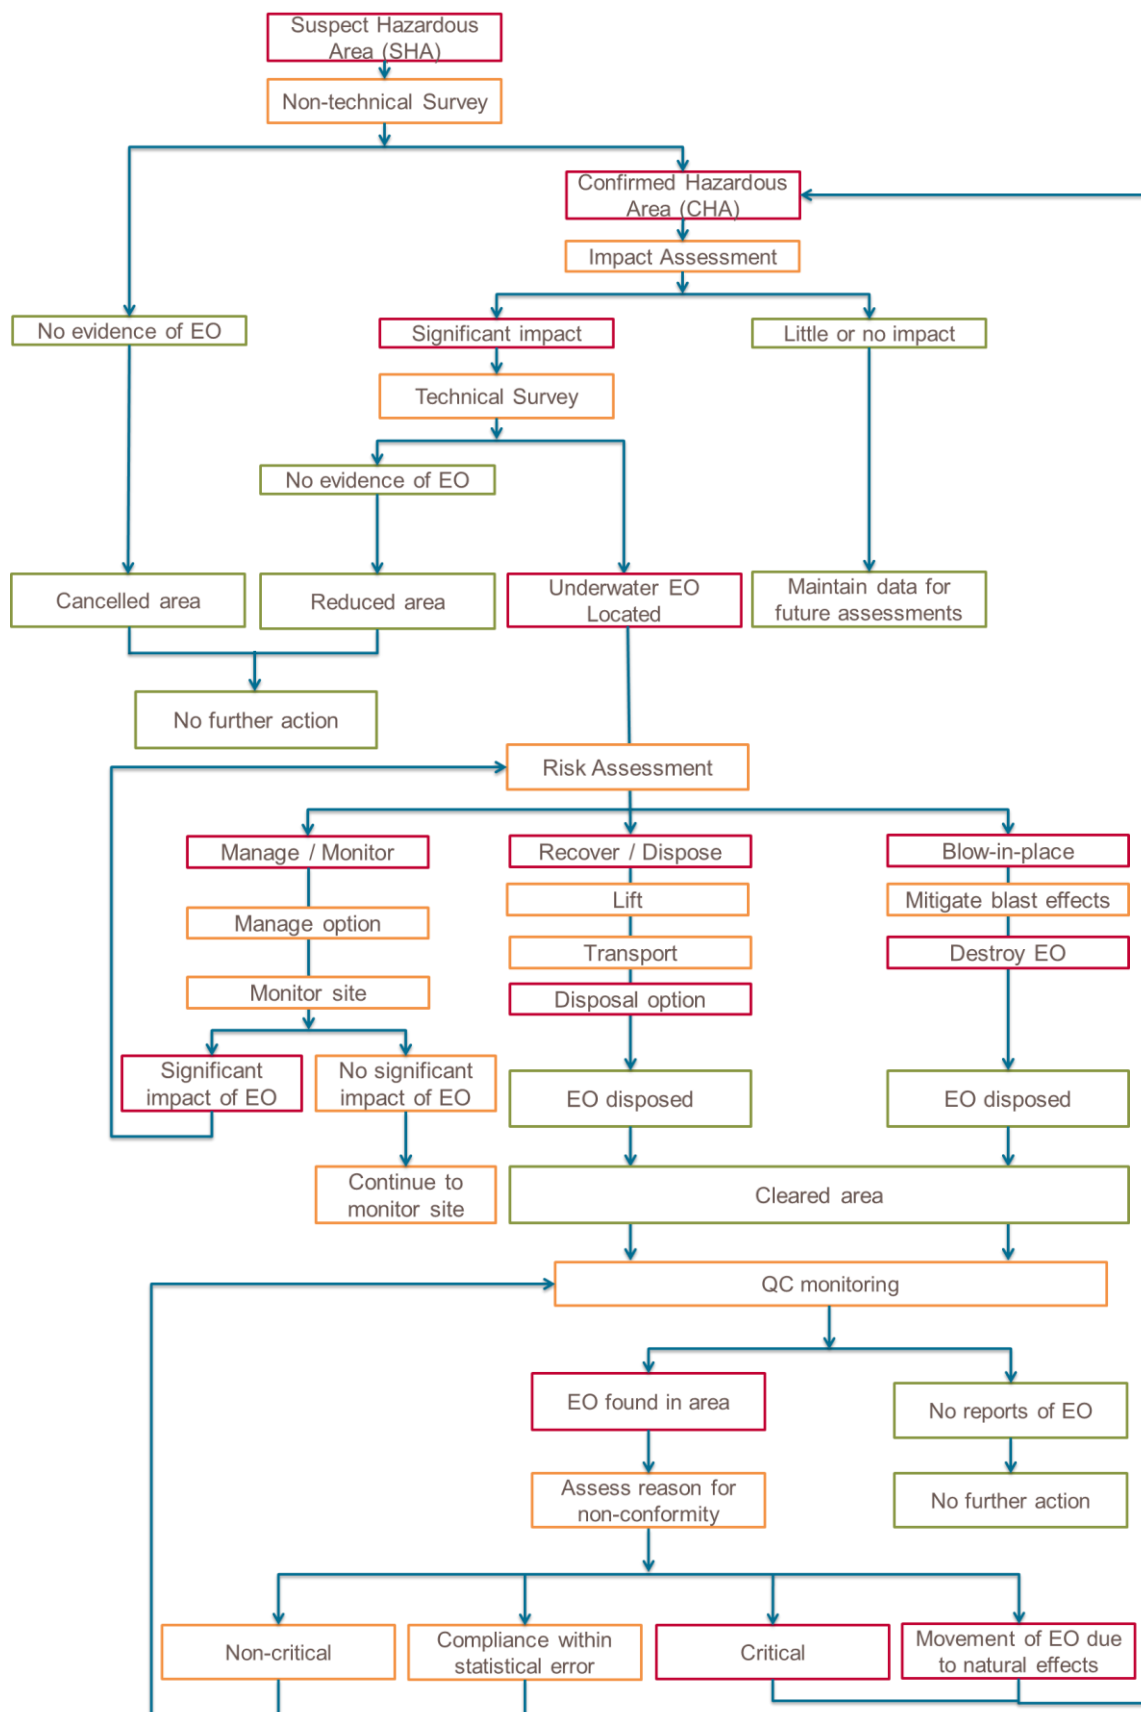 Suspect Hazardous
Area (SHA)
Non-technical Survey
Confirmed Hazardous
Area (CHA)
Impact Assessment
No evidence of EO
Significant impact
Little or no impact
Technical Survey
No evidence of EO
Cancelled area
Reduced area
Underwater EO
Located
Maintain data for
future assessments
No further action
Risk Assessment
Manage / Monitor
Recover / Dispose
Blow-in-place
Lift
Mitigate blast effects
Manage option
Transport
Destroy EO
Monitor site
Disposal option
Significant
impact of EO
No significant
impact of EO
EO disposed
EO disposed
Continue to
monitor site
Cleared area
QC monitoring
EO found in area
No reports of EO
Assess reason for
non-conformity
No further action
Non-critical
Compliance within
statistical error
Critical
Movement of EO due
to natural effects